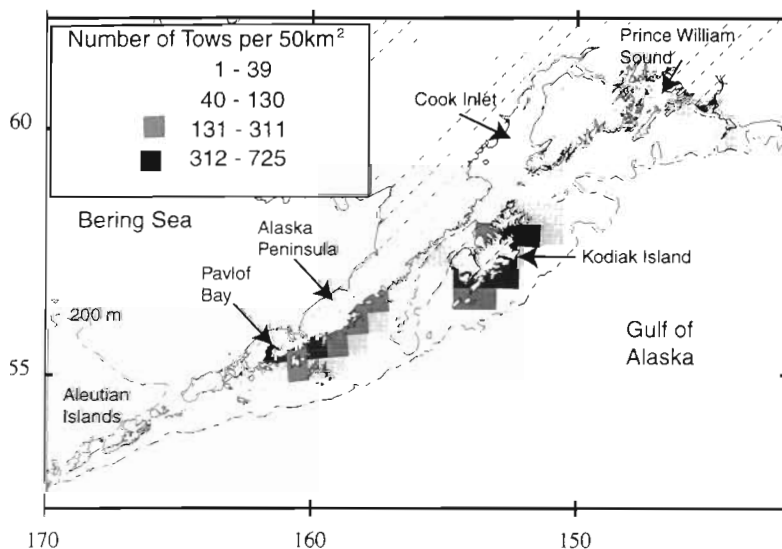 Number of Tows per 50km²
1 - 39
40 - 130
131 - 311
312 - 725
Prince William
Sound
Cook Inlet
60
Bering Sea
Alaska
Peninsula
Kodiak Island
Pavlof
Bay
200 m
Gulf of
Alaska
55
Aleutian
Islands
170
160
150